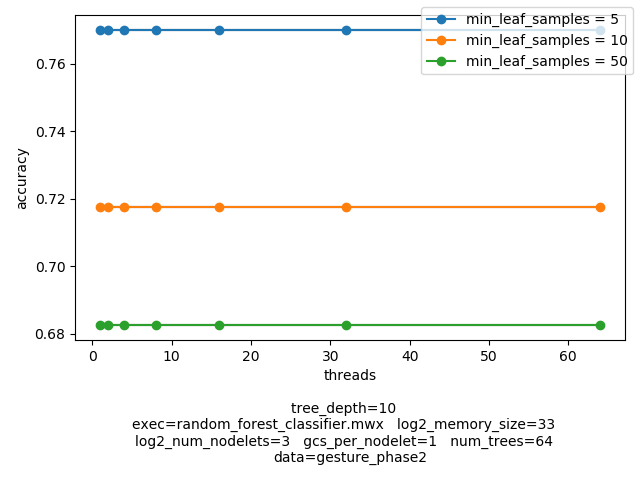 min_leaf_samples = 5
min_leaf_samples = 10
min_leaf_samples = 50
0.76
0.74
0.72
0.70
0.68
accuracy
0 10 20 30 40 50 60
threads
tree_depth=10
exec=random_forest_classifier.mwx log2_memory_size=33
log2_num_nodelets=3 gcs_per_nodelet=1 num_trees=64
data=gesture_phase2